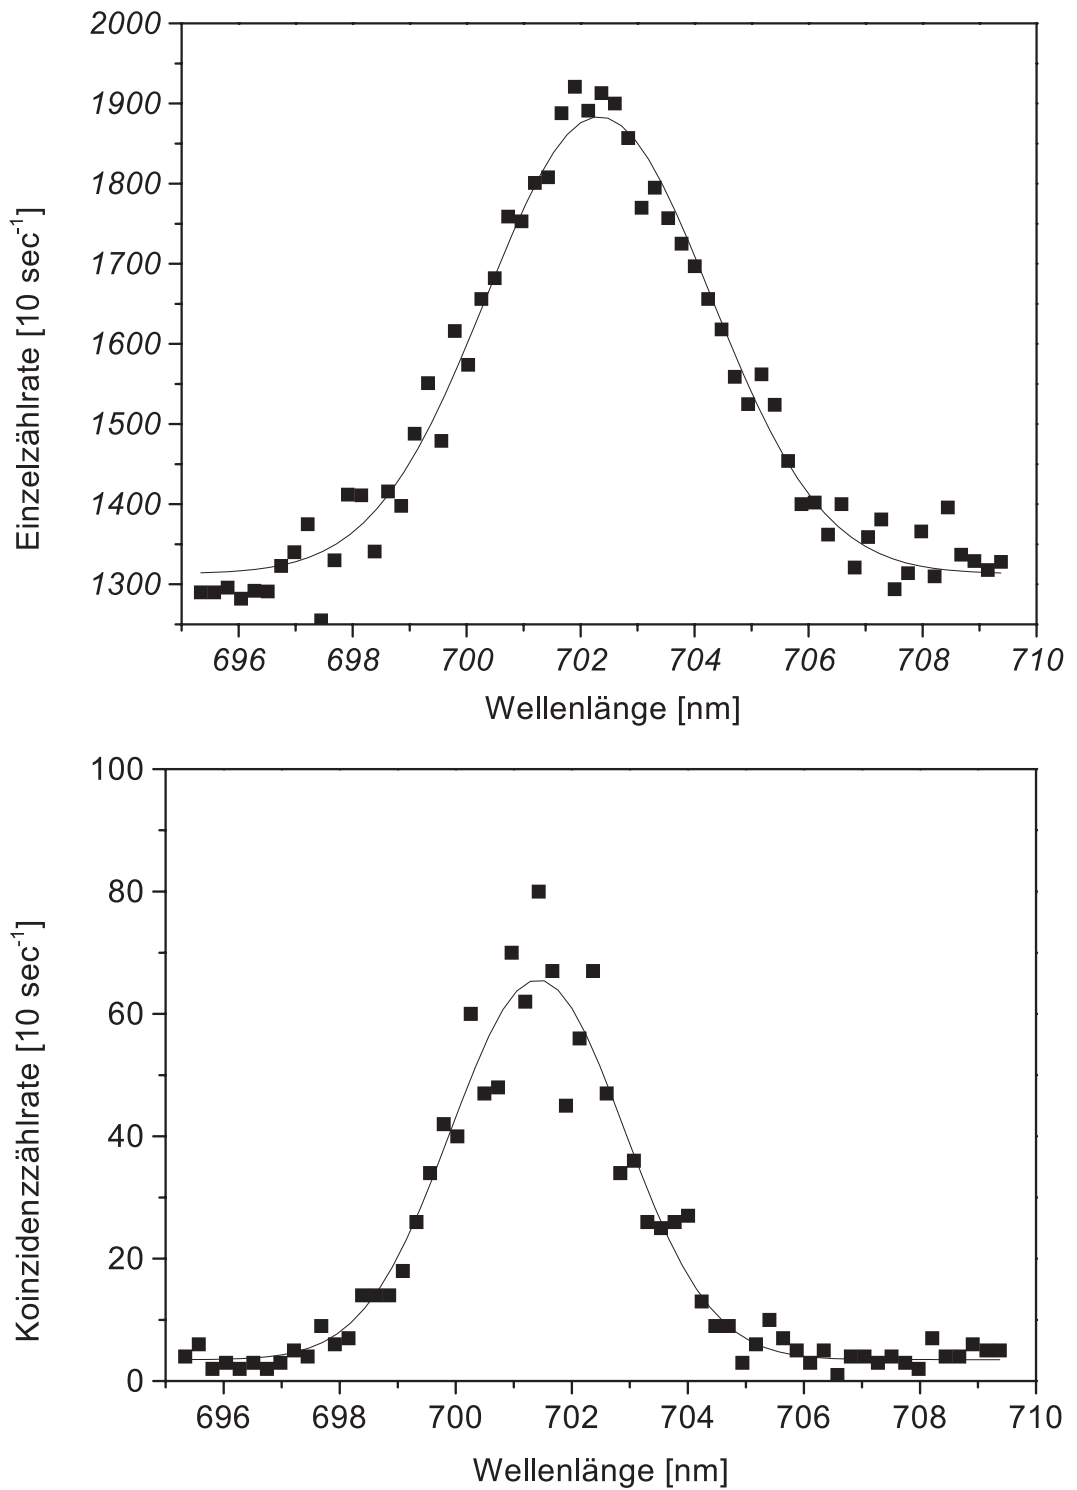 2000
1900
1800
1700
1600
1500
1400
1300
Einzelzählrate [10 sec⁻¹]
696 698 700 702 704 706 708 710
Wellenlänge [nm]
100
80
60
40
20
0
Koinzidenzzählrate [10 sec⁻¹]
696 698 700 702 704 706 708 710
Wellenlänge [nm]